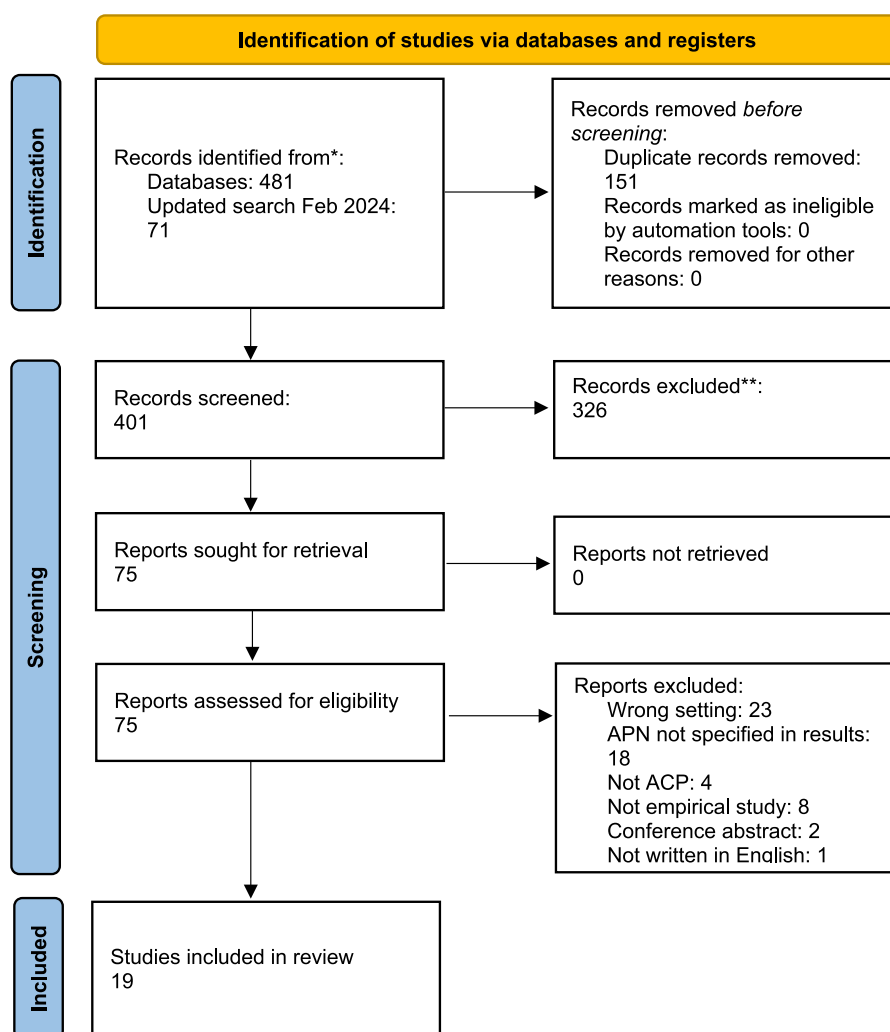 Identification of studies via databases and registers
Identification
Records identified from*:
Databases: 481
Updated search Feb 2024:
71
Records removed before
screening:
Duplicate records removed:
151
Records marked as ineligible
by automation tools: 0
Records removed for other
reasons: 0
Screening
Records screened:
401
Records excluded**:
326
Reports sought for retrieval
75
Reports not retrieved
0
Reports assessed for eligibility
75
Reports excluded:
Wrong setting: 23
APN not specified in results:
18
Not ACP: 4
Not empirical study: 8
Conference abstract: 2
Not written in English: 1
Included
Studies included in review
19